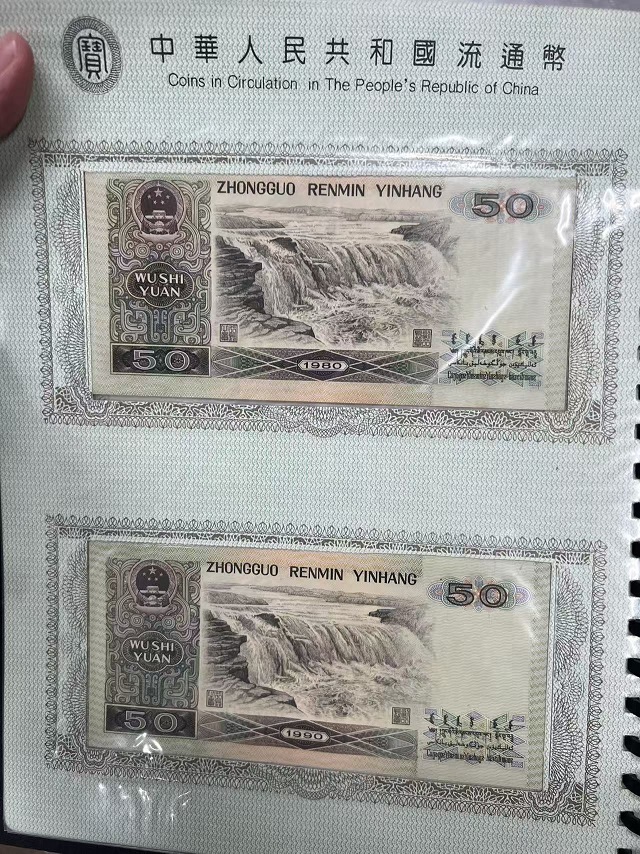 寶
中華人民共和國流通幣
Coins in Circulation in The People's Republic of China
ZHONGGUO RENMIN YINHANG
50
WU SHI
YUAN
50
1980
ZHONGGUO RENMIN YINHANG
50
WU SHI
YUAN
50
1990